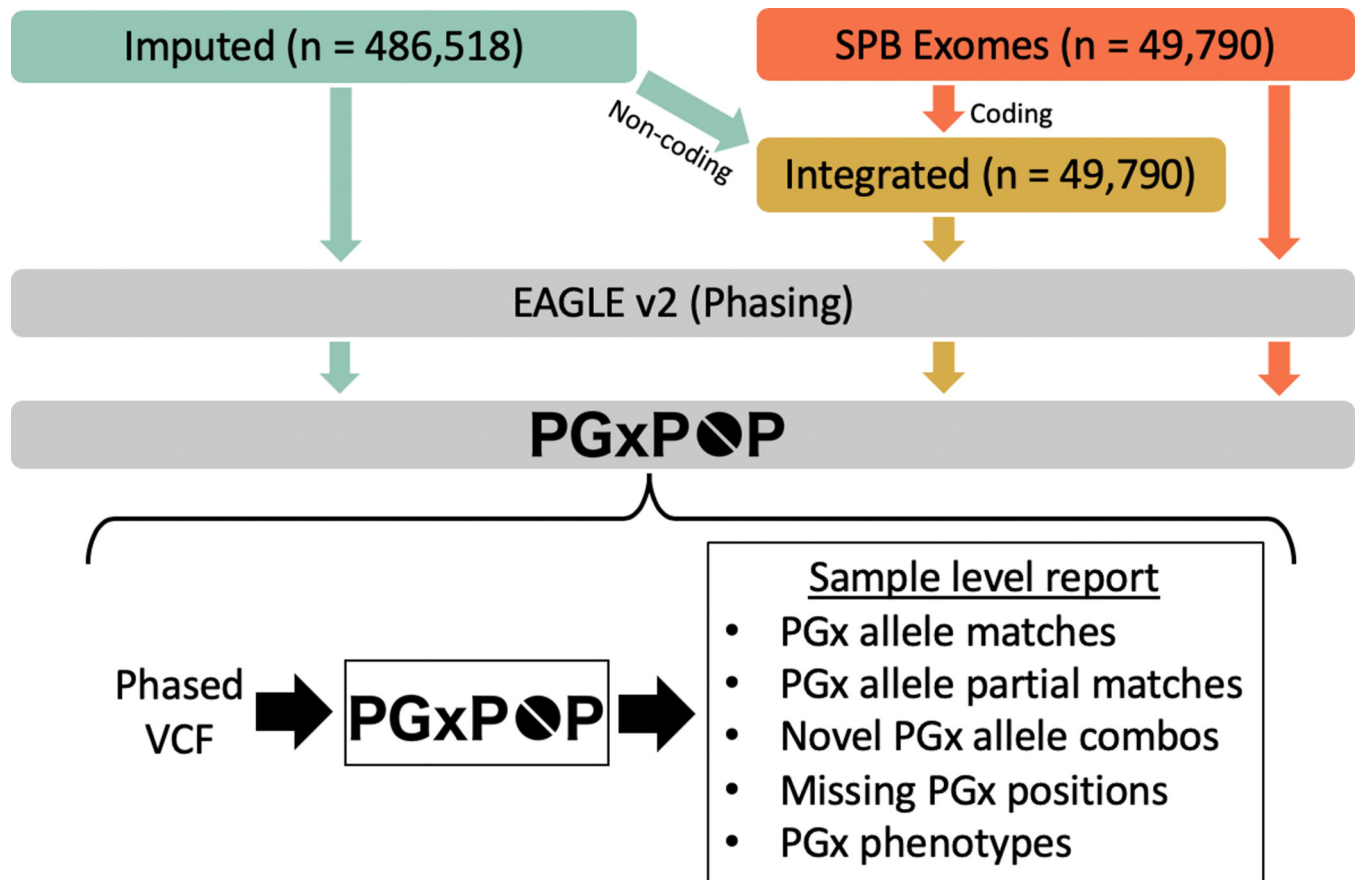 Imputed (n = 486,518)
SPB Exomes (n = 49,790)
Non-coding
Coding
Integrated (n = 49,790)
EAGLE v2 (Phasing)
PGxPOP
Phased
VCF
PGxPOP
Sample level report
• PGx allele matches
• PGx allele partial matches
• Novel PGx allele combos
• Missing PGx positions
• PGx phenotypes